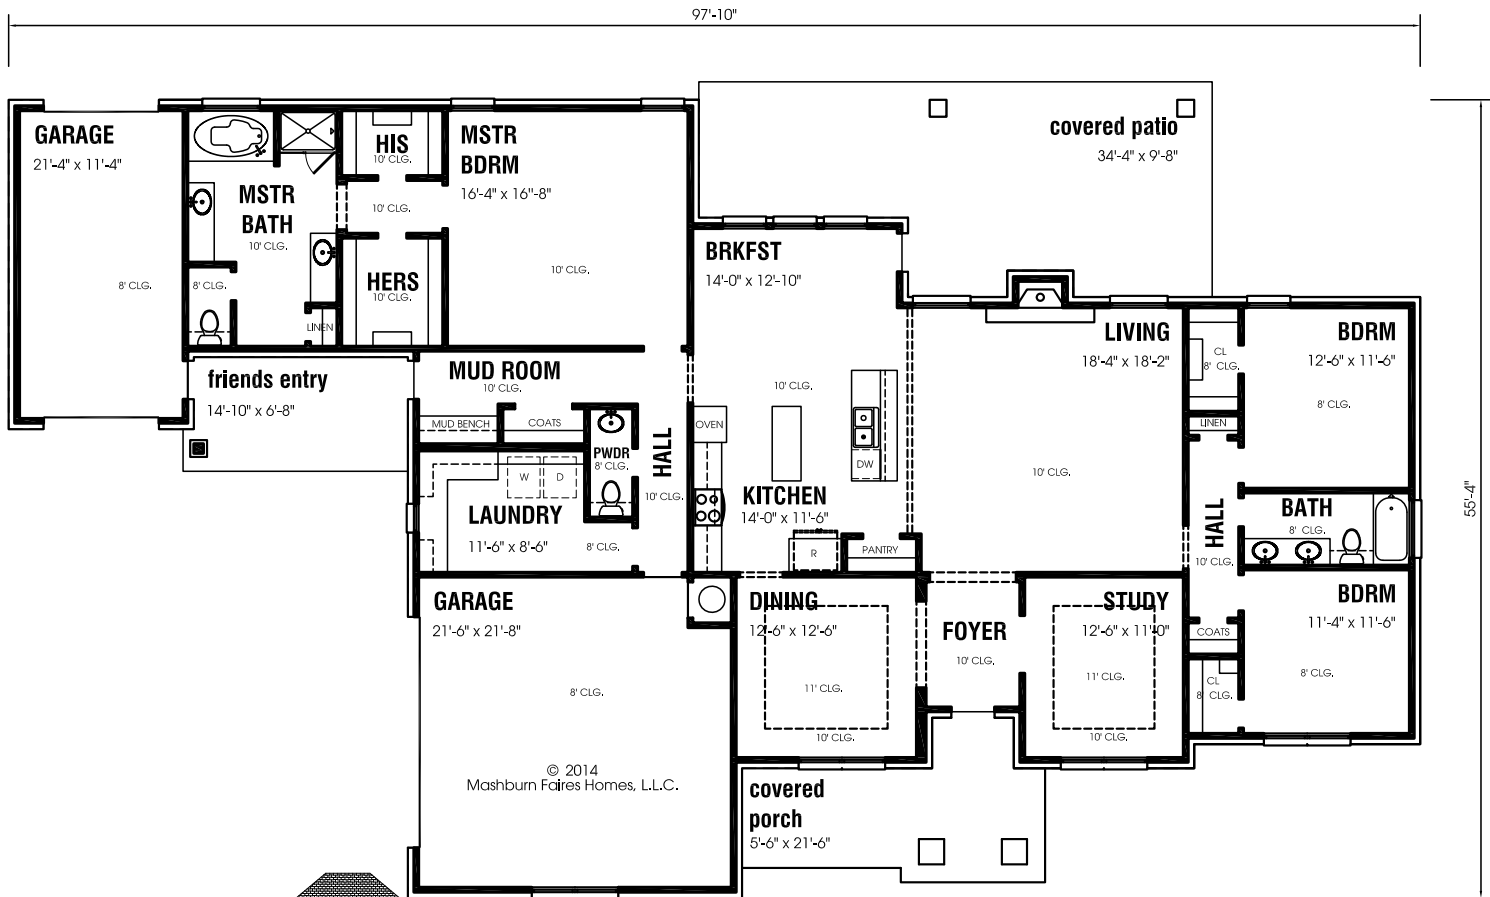 97'-10"
GARAGE
21'-4" x 11'-4"
8' CLG.
MSTR
BATH
10' CLG.
8' CLG.
LINEN
HIS
10' CLG.
10' CLG.
HERS
10' CLG.
MSTR
BDRM
16'-4" x 16"-8"
10' CLG.
covered patio
34'-4" x 9'-8"
BRKFST
14'-0" x 12'-10"
10' CLG.
LIVING
18'-4" x 18'-2"
10' CLG.
CL
8' CLG.
LINEN
BDRM
12'-6" x 11'-6"
8' CLG.
friends entry
14'-10" x 6'-8"
MUD ROOM
10' CLG.
MUD BENCH
COATS
PWDR
8' CLG.
HALL
10' CLG.
OVEN
DW
KITCHEN
14'-0" x 11'-6"
R
PANTRY
W
D
LAUNDRY
11'-6" x 8'-6"
8' CLG.
HALL
10' CLG.
BATH
8' CLG.
55'-4"
GARAGE
21'-6" x 21'-8"
8' CLG.
© 2014
Mashburn Faires Homes, L.L.C.
DINING
12'-6" x 12'-6"
11' CLG.
10' CLG.
FOYER
10' CLG.
STUDY
12'-6" x 11'-0"
11' CLG.
10' CLG.
COATS
CL
8' CLG.
BDRM
11'-4" x 11'-6"
8' CLG.
covered
porch
5'-6" x 21'-6"